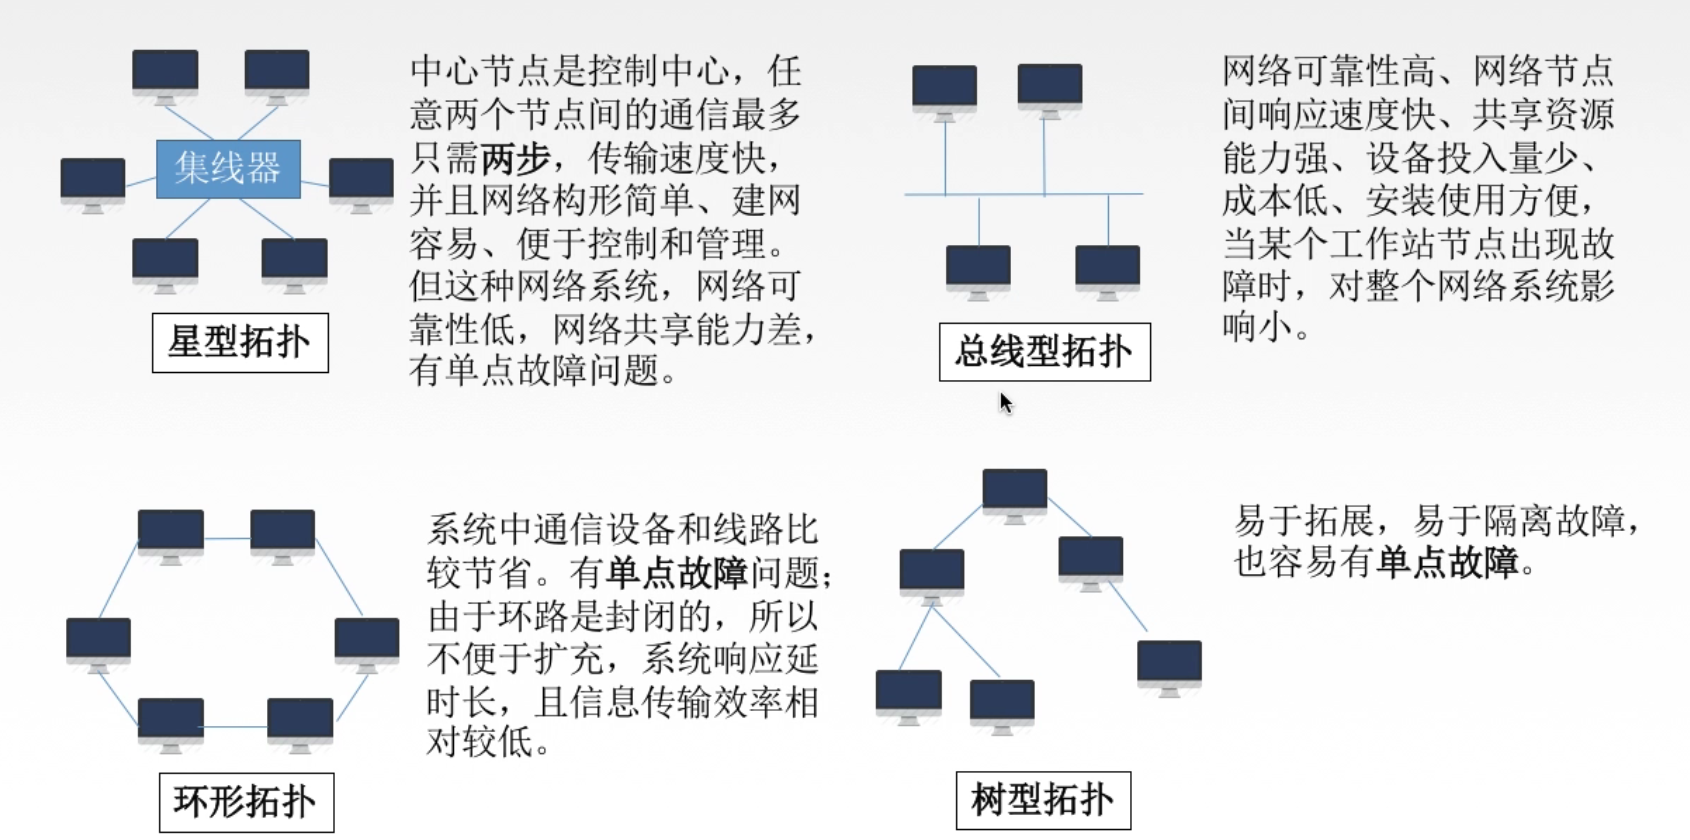 集线器
星型拓扑
中心节点是控制中心，任
意两个节点间的通信最多
只需两步，传输速度快，
并且网络构形简单、建网
容易、便于控制和管理。
但这种网络系统，网络可
靠性低，网络共享能力差，
有单点故障问题。
总线型拓扑
网络可靠性高、网络节点
间响应速度快、共享资源
能力强、设备投入量少、
成本低、安装使用方便，
当某个工作站节点出现故
障时，对整个网络系统影
响小。
环形拓扑
系统中通信设备和线路比
较节省。有单点故障问题；
由于环路是封闭的，所以
不便于扩充，系统响应延
时长，且信息传输效率相
对较低。
树型拓扑
易于拓展，易于隔离故障，
也容易有单点故障。